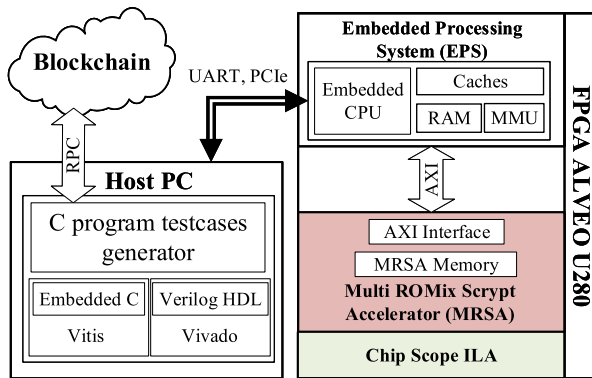 Blockchain
RPC
UART, PCIe
Host PC
C program testcases
generator
Embedded C
Vitis
Verilog HDL
Vivado
Embedded Processing
System (EPS)
Embedded
CPU
Caches
RAM
MMU
AXI
AXI Interface
MRSA Memory
Multi ROMix Scrypt
Accelerator (MRSA)
Chip Scope ILA
FPGA ALVEO U280